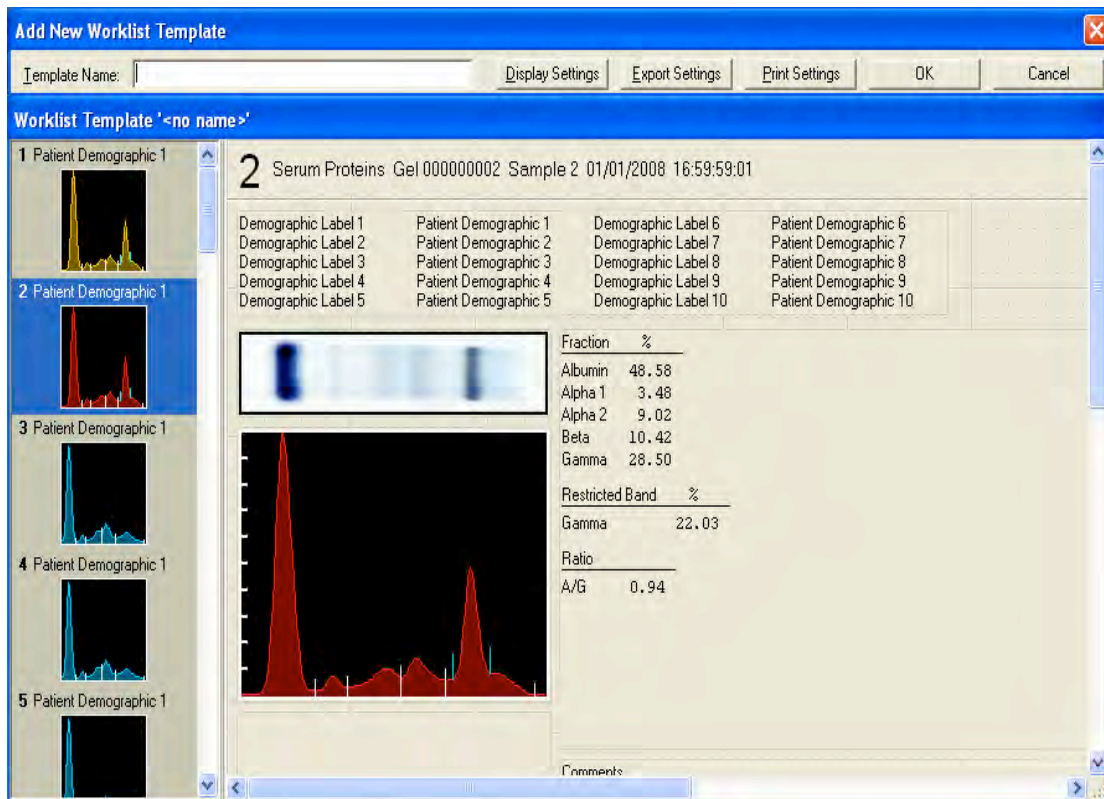 Add New Worklist Template
Template Name: Display Settings Export Settings Print Settings OK Cancel
Worklist Template '<no name>'
1 Patient Demographic 1
2 Patient Demographic 1
3 Patient Demographic 1
4 Patient Demographic 1
5 Patient Demographic 1
2 Serum Proteins Gel 000000002 Sample 2 01/01/2008 16:59:59:01
Demographic Label 1 Patient Demographic 1 Demographic Label 6 Patient Demographic 6
Demographic Label 2 Patient Demographic 2 Demographic Label 7 Patient Demographic 7
Demographic Label 3 Patient Demographic 3 Demographic Label 8 Patient Demographic 8
Demographic Label 4 Patient Demographic 4 Demographic Label 9 Patient Demographic 9
Demographic Label 5 Patient Demographic 5 Demographic Label 10 Patient Demographic 10
Fraction %
Albumin 48.58
Alpha 1 3.48
Alpha 2 9.02
Beta 10.42
Gamma 28.50
Restricted Band %
Gamma 22.03
Ratio
A/G 0.94
Comments